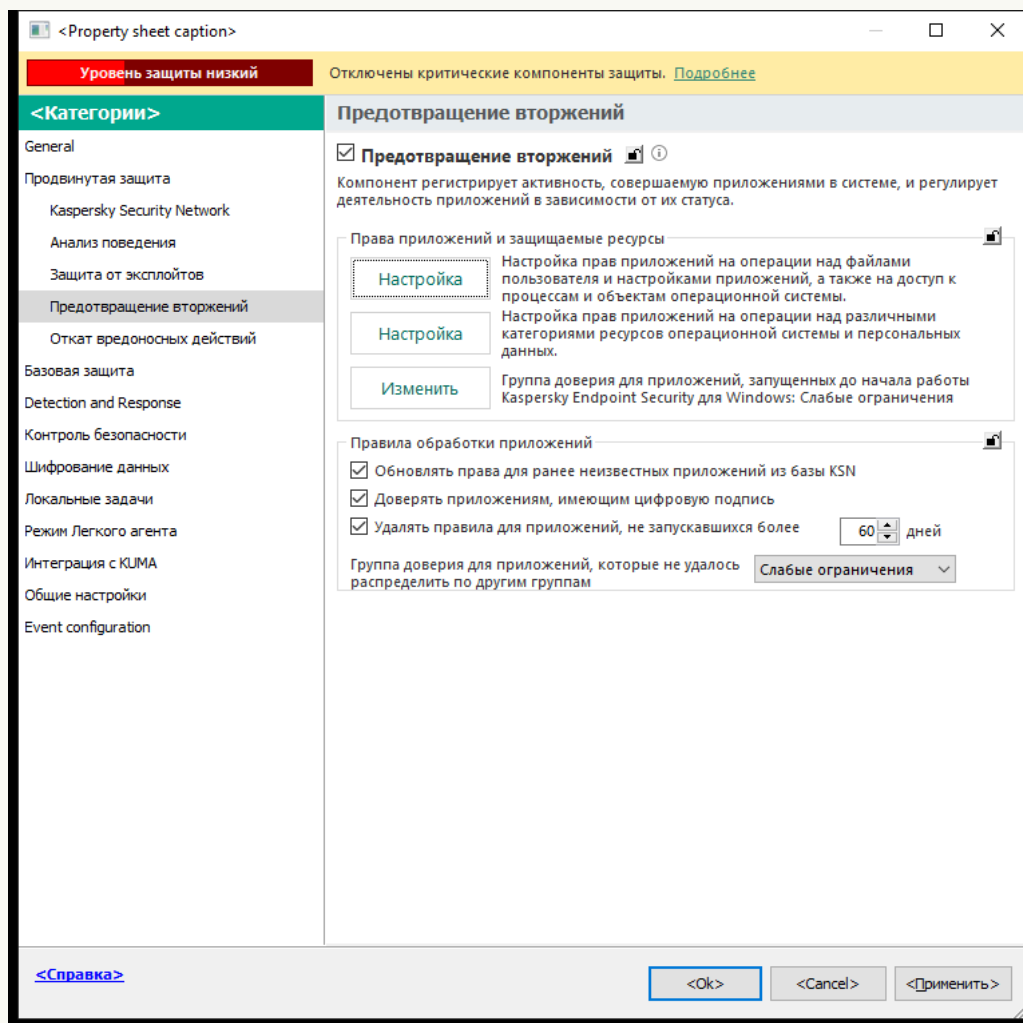 <Property sheet caption>
Уровень защиты низкий
Отключены критические компоненты защиты. Подробнее
<Категории>
General
Продвинутая защита
Kaspersky Security Network
Анализ поведения
Защита от эксплойтов
Предотвращение вторжений
Откат вредоносных действий
Базовая защита
Detection and Response
Контроль безопасности
Шифрование данных
Локальные задачи
Режим Легкого агента
Интеграция с KUMA
Общие настройки
Event configuration
Предотвращение вторжений
Предотвращение вторжений
Компонент регистрирует активность, совершаемую приложениями в системе, и регулирует
деятельность приложений в зависимости от их статуса.
Права приложений и защищаемые ресурсы
Настройка
Настройка прав приложений на операции над файлами
пользователя и настройками приложений, а также на доступ к
процессам и объектам операционной системы.
Настройка
Настройка прав приложений на операции над различными
категориями ресурсов операционной системы и персональных
данных.
Изменить
Группа доверия для приложений, запущенных до начала работы
Kaspersky Endpoint Security для Windows: Слабые ограничения
Правила обработки приложений
Обновлять права для ранее неизвестных приложений из базы KSN
Доверять приложениям, имеющим цифровую подпись
Удалять правила для приложений, не запускавшихся более 60 дней
Группа доверия для приложений, которые не удалось
распределить по другим группам
Слабые ограничения
<Справка>
<Ok>
<Cancel>
<Применить>